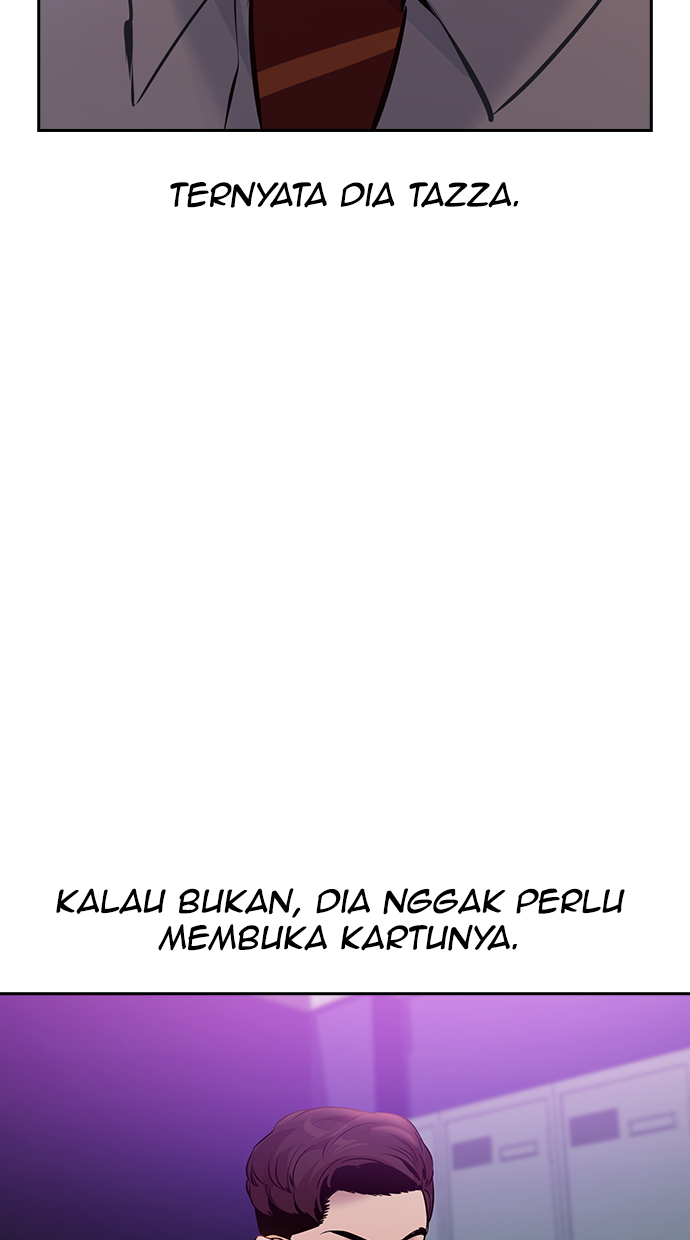 TERNYATA DIA TAZZA.
KALAU BUKAN, DIA NGGAK PERLU
MEMBUKA KARTUNYA.